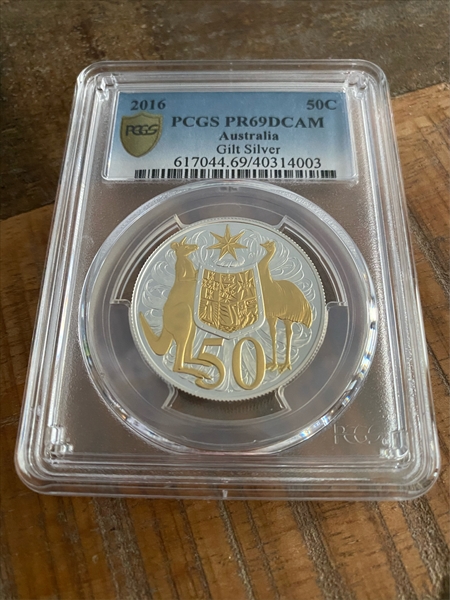 2016 50C
PCGS PCGS PR69DCAM
Australia
Gilt Silver
617044.69/40314003
50
PCGS